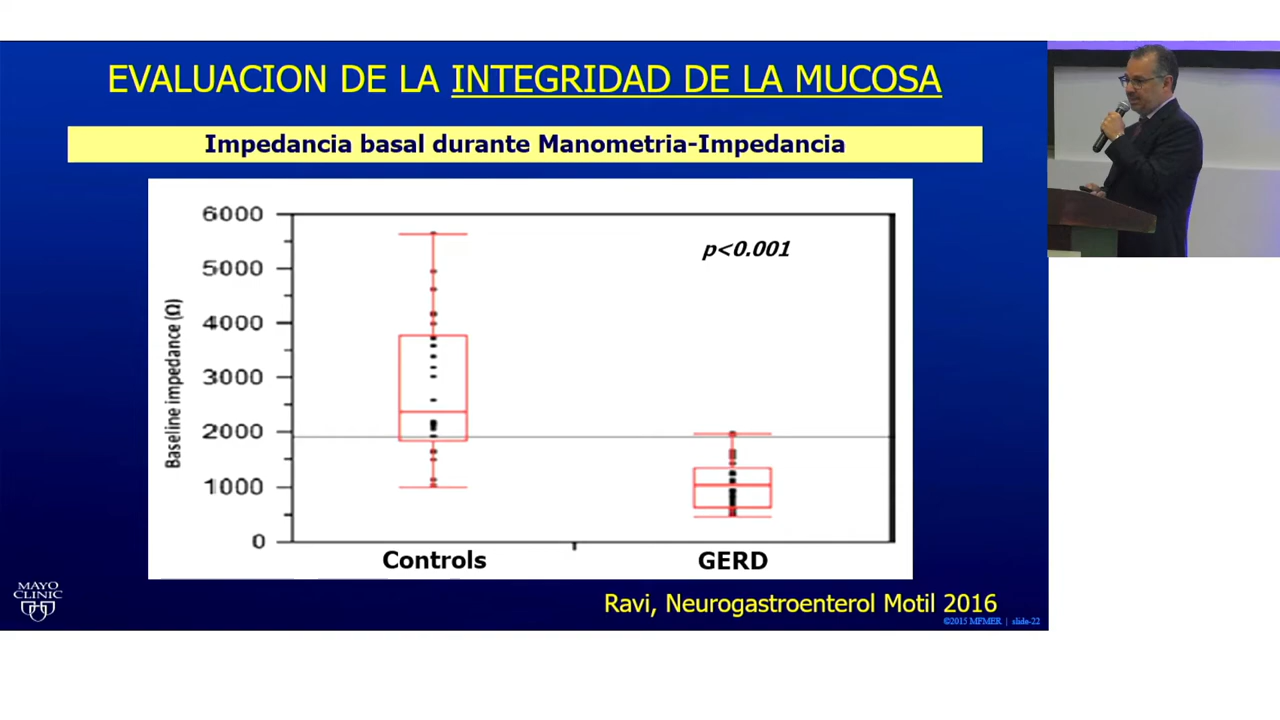 EVALUACION DE LA INTEGRIDAD DE LA MUCOSA
Impedancia basal durante Manometria-Impedancia
6000
5000
4000
3000
2000
1000
0
Baseline impedance (Ω)
p<0.001
Controls
GERD
MAYO
CLINIC
Ravi, Neurogastroenterol Motil 2016
©2015 MFMER | slide-22